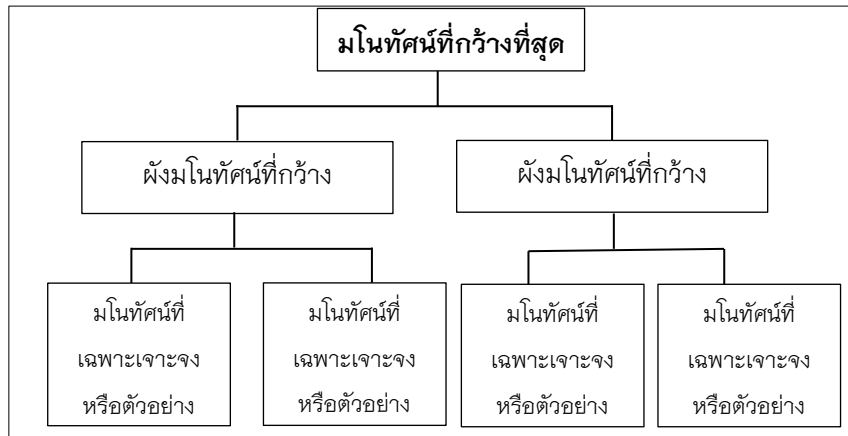 มโนทัศน์ที่กว้างที่สุด
ผังมโนทัศน์ที่กว้าง
ผังมโนทัศน์ที่กว้าง
มโนทัศน์ที่
เฉพาะเจาะจง
หรือตัวอย่าง
มโนทัศน์ที่
เฉพาะเจาะจง
หรือตัวอย่าง
มโนทัศน์ที่
เฉพาะเจาะจง
หรือตัวอย่าง
มโนทัศน์ที่
เฉพาะเจาะจง
หรือตัวอย่าง